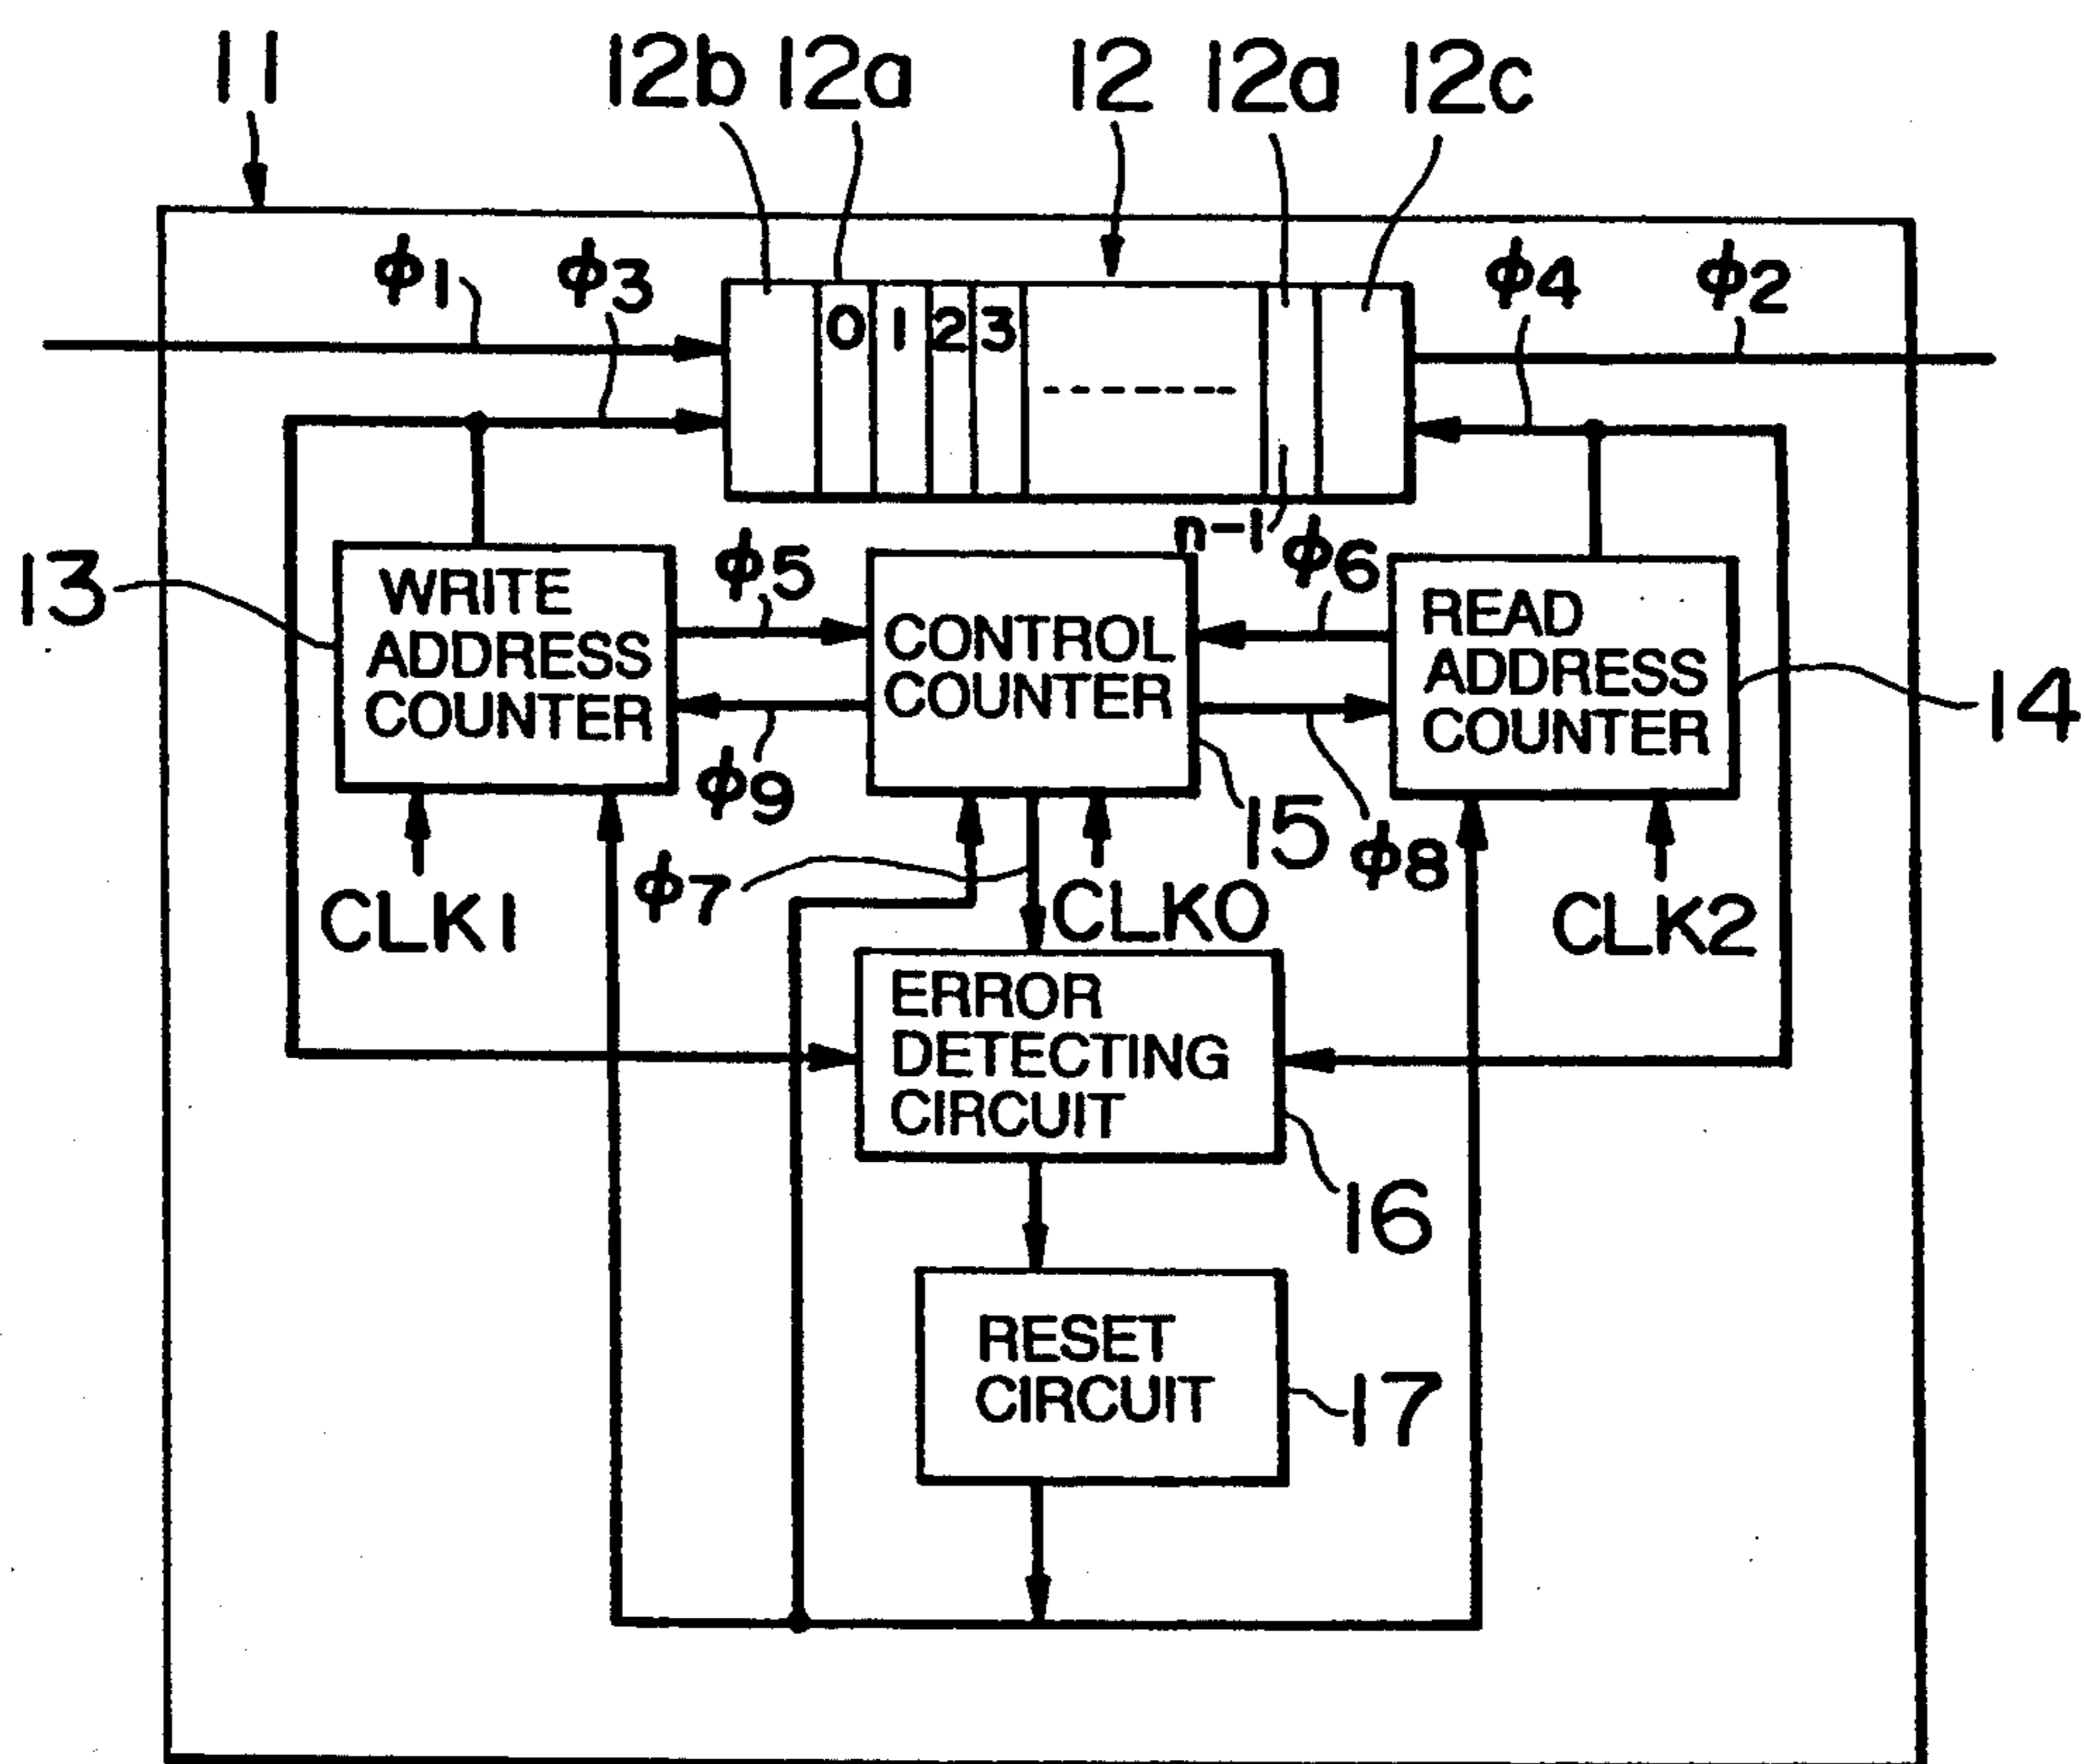 11
12b 12a 12 12a 12c
ϕ1 ϕ3 ϕ4 ϕ2
0 1 2 3
n-1
13
WRITE
ADDRESS
COUNTER
ϕ5
ϕ9
CONTROL
COUNTER
ϕ6
READ
ADDRESS
COUNTER
14
15
ϕ8
ϕ7
CLK1
CLK0
CLK2
ERROR
DETECTING
CIRCUIT
16
RESET
CIRCUIT
17